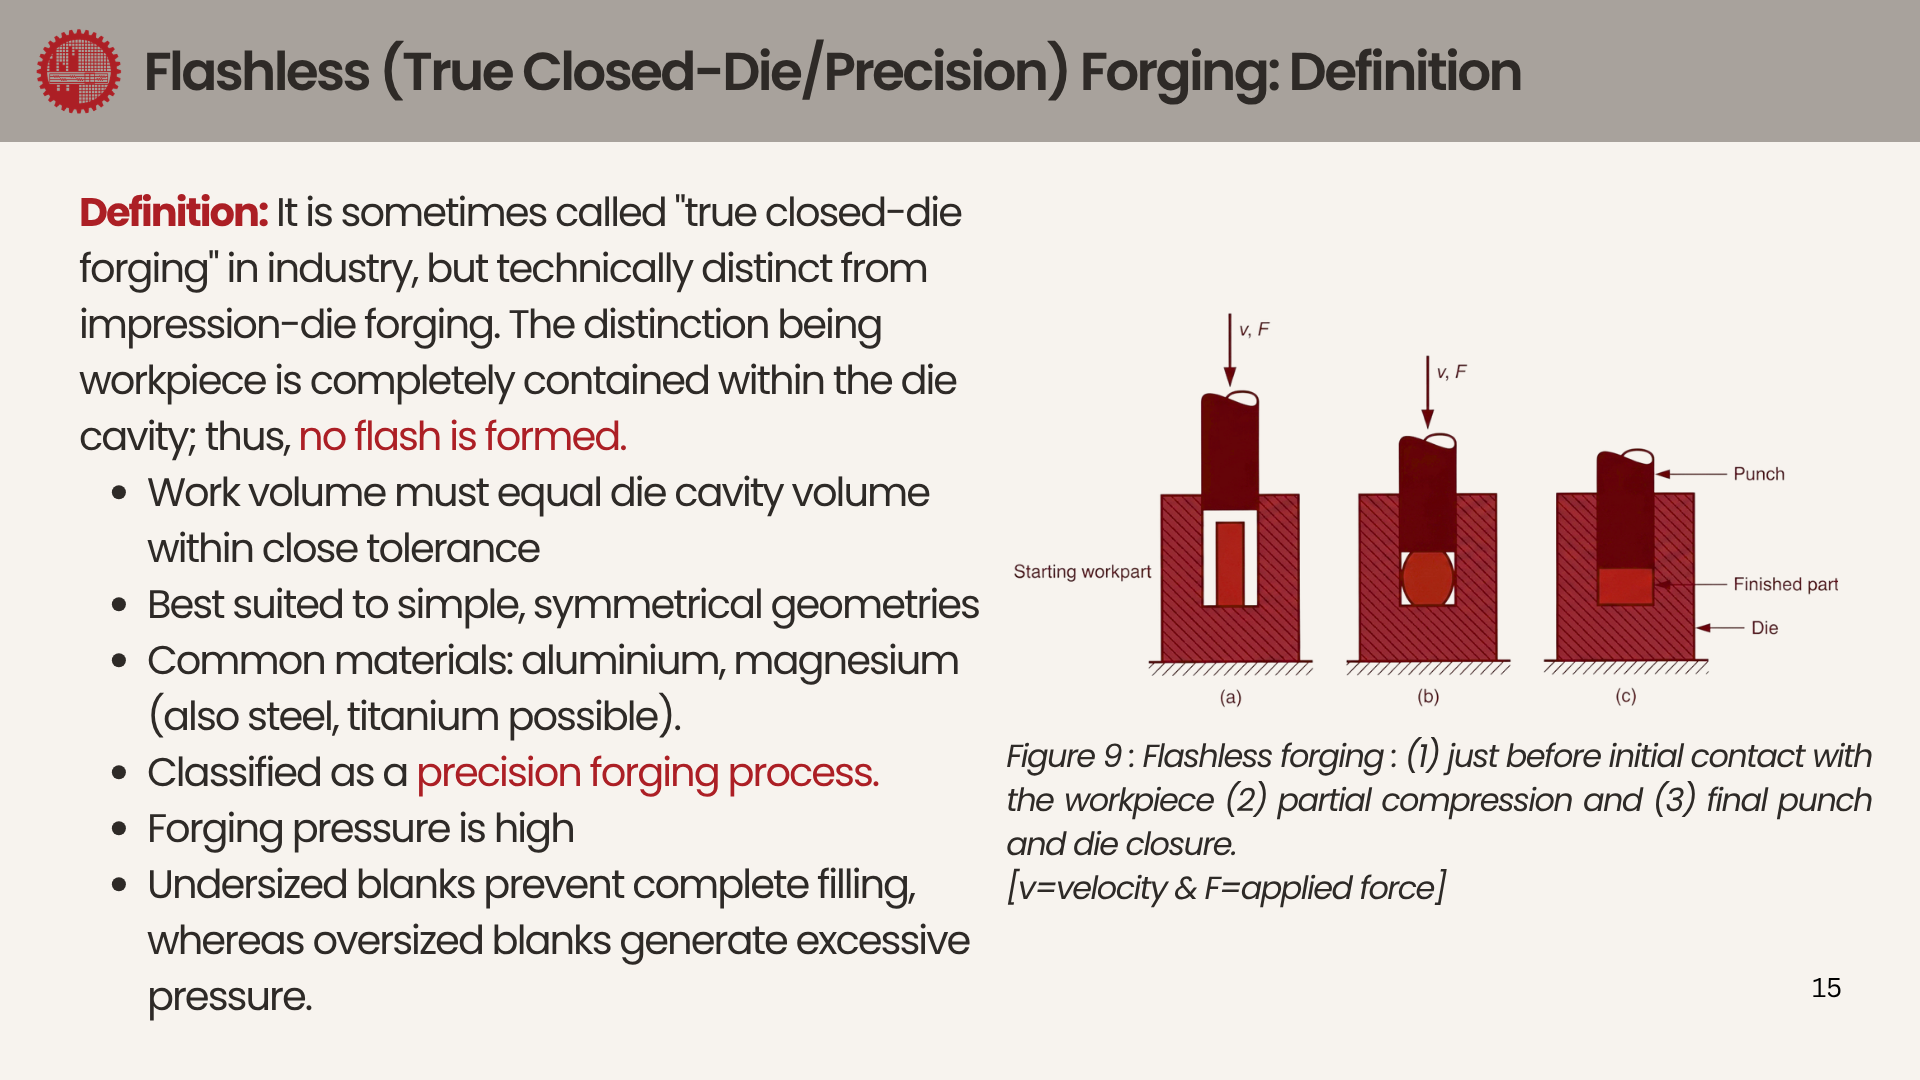 Flashless (True Closed-Die/Precision) Forging: Definition
Definition: It is sometimes called "true closed-die
forging" in industry, but technically distinct from
impression-die forging. The distinction being
workpiece is completely contained within the die
cavity; thus, no flash is formed.
• Work volume must equal die cavity volume
within close tolerance
• Best suited to simple, symmetrical geometries
• Common materials: aluminium, magnesium
(also steel, titanium possible).
• Classified as a precision forging process.
• Forging pressure is high
• Undersized blanks prevent complete filling,
whereas oversized blanks generate excessive
pressure.
v, F
v, F
Punch
Starting workpart
Finished part
Die
(a)
(b)
(c)
Figure 9 : Flashless forging : (1) just before initial contact with
the workpiece (2) partial compression and (3) final punch
and die closure.
[v=velocity & F=applied force]
15